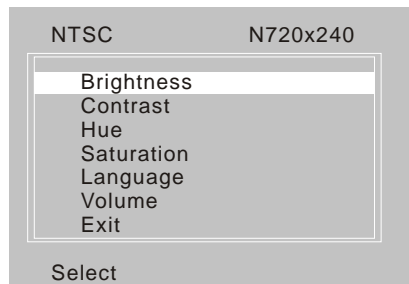 NTSC N720x240
Brightness
Contrast
Hue
Saturation
Language
Volume
Exit
Select